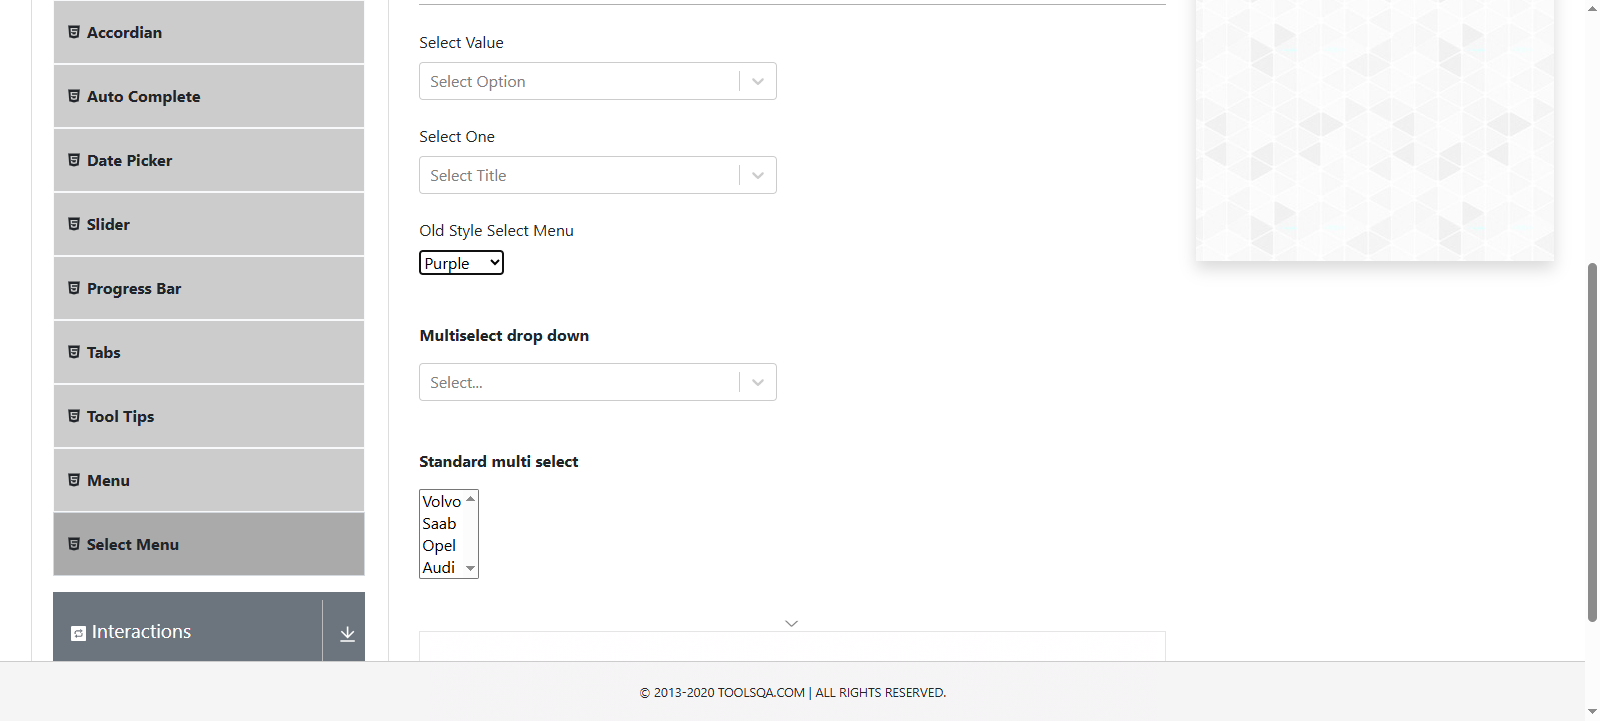 Accordian
Auto Complete
Date Picker
Slider
Progress Bar
Tabs
Tool Tips
Menu
Select Menu
Interactions
Select Value
Select Option
Select One
Select Title
Old Style Select Menu
Purple
Multiselect drop down
Select...
Standard multi select
Volvo
Saab
Opel
Audi
© 2013-2020 TOOLSQA.COM | ALL RIGHTS RESERVED.